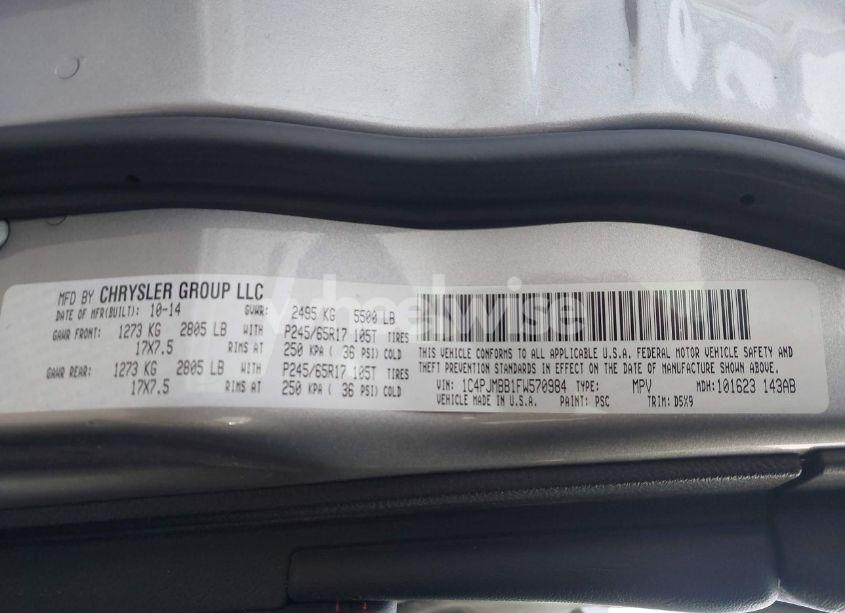 MFD BY CHRYSLER GROUP LLC
DATE OF MFR(BUILT): 10-14 GVWR: 2495 KG 5500 LB
GAWR FRONT: 1273 KG 2805 LB WITH P245/65R17 105T TIRES
17X7.5 RIMS AT 250 KPA ( 36 PSI) COLD
GAWR REAR: 1273 KG 2805 LB WITH P245/65R17 105T TIRES
17X7.5 RIMS AT 250 KPA ( 36 PSI) COLD
THIS VEHICLE CONFORMS TO ALL APPLICABLE U.S.A. FEDERAL MOTOR VEHICLE SAFETY AND
THEFT PREVENTION STANDARDS IN EFFECT ON THE DATE OF MANUFACTURE SHOWN ABOVE.
VIN: 1C4PJMBB1FW570984 TYPE: MPV MDH:101623 143AB
VEHICLE MADE IN U.S.A. PAINT: PSC TRIM: D5X9